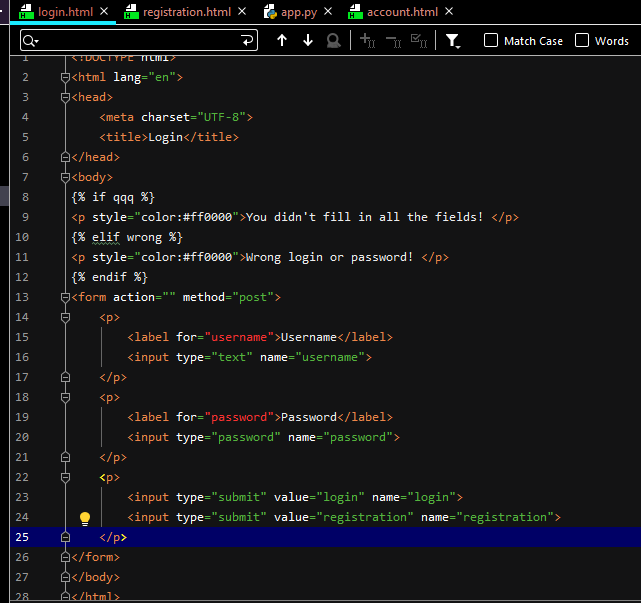 login.html registration.html app.py account.html
Match Case Words
1 <!DOCTYPE html>
2 <html lang="en">
3 <head>
4 <meta charset="UTF-8">
5 <title>Login</title>
6 </head>
7 <body>
8 {% if qqq %}
9 <p style="color:#ff0000">You didn't fill in all the fields! </p>
10 {% elif wrong %}
11 <p style="color:#ff0000">Wrong login or password! </p>
12 {% endif %}
13 <form action="" method="post">
14 <p>
15 <label for="username">Username</label>
16 <input type="text" name="username">
17 </p>
18 <p>
19 <label for="password">Password</label>
20 <input type="password" name="password">
21 </p>
22 <p>
23 <input type="submit" value="login" name="login">
24 <input type="submit" value="registration" name="registration">
25 </p>
26 </form>
27 </body>
28 </html>